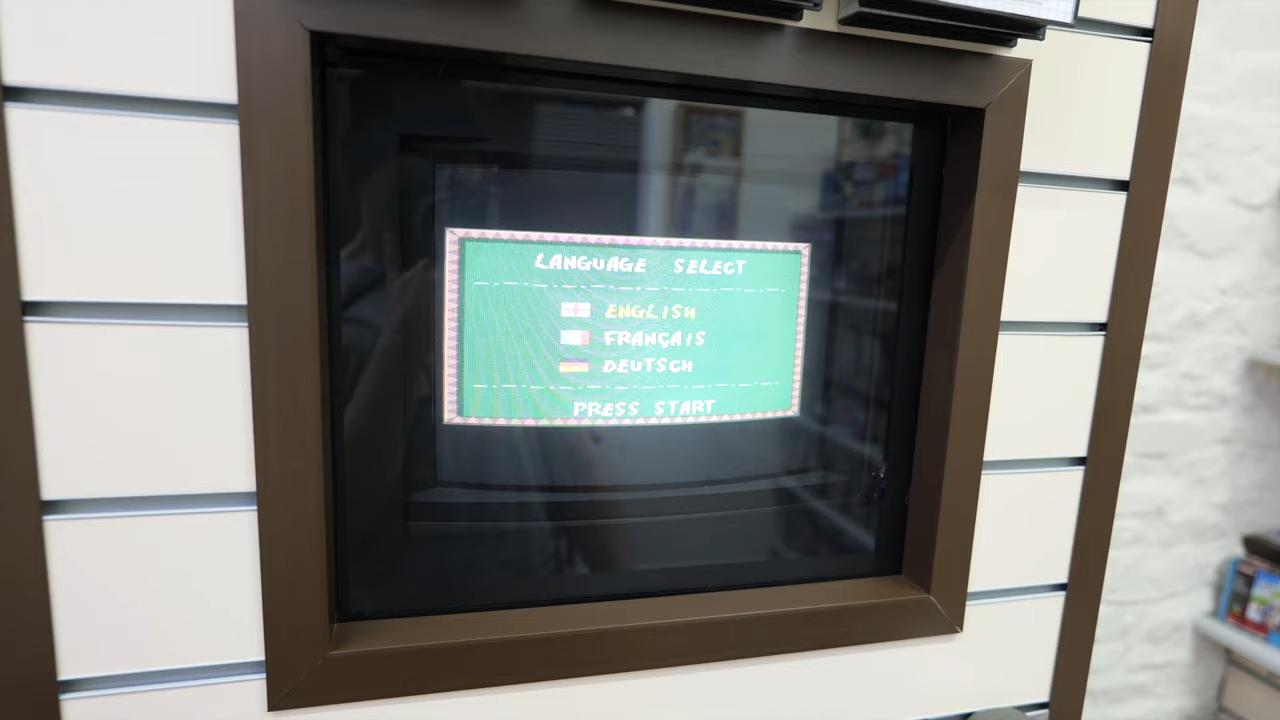 LANGUAGE SELECT
ENGLISH
FRANÇAIS
DEUTSCH
PRESS START